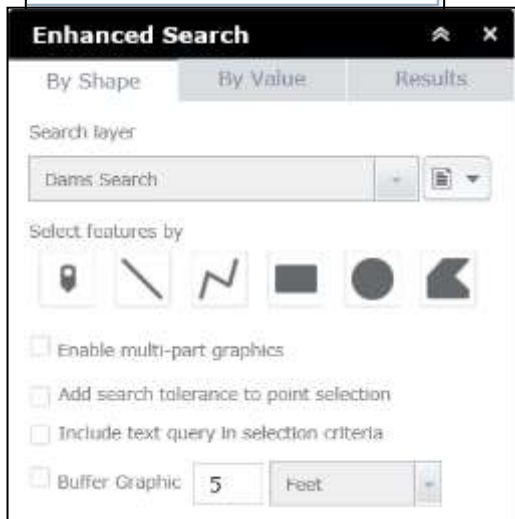 Enhanced Search
By Shape By Value Results
Search layer
Dams Search
Select features by
Enable multi-part graphics
Add search tolerance to point selection
Include text query in selection criteria
Buffer Graphic 5 Feet